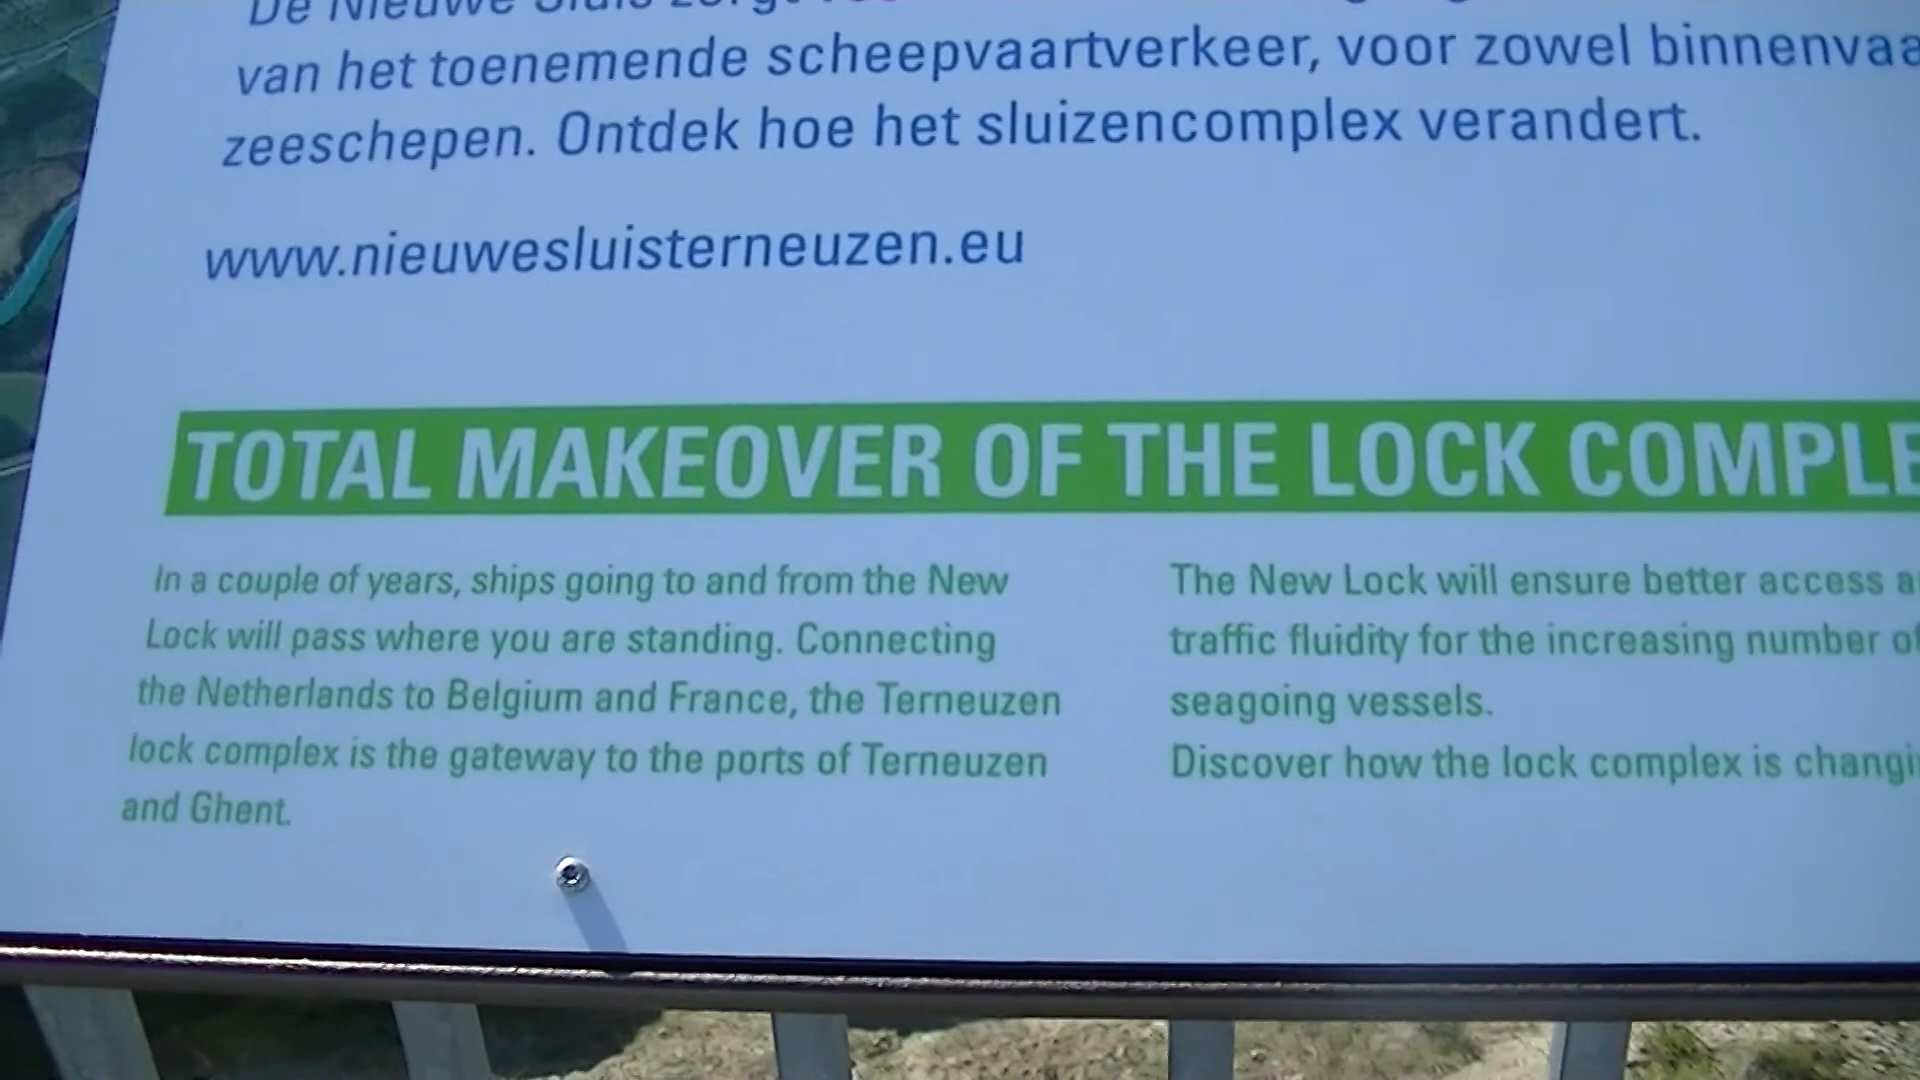 De Nieuwe Sluis zorgt
van het toenemende scheepvaartverkeer, voor zowel
zeeschepen. Ontdek hoe het sluizencomplex verandert.
www.nieuwesluisterneuzen.eu
TOTAL MAKEOVER OF THE LOCK
In a couple of years, ships going to and from the New
Lock will pass where you are standing. Connecting
the Netherlands to Belgium and France, the Terneuzen
lock complex is the gateway to the ports of Terneuzen
and Ghent.
The New Lock will ensure better access
traffic fluidity for the increasing number
seagoing vessels.
Discover how the lock complex is